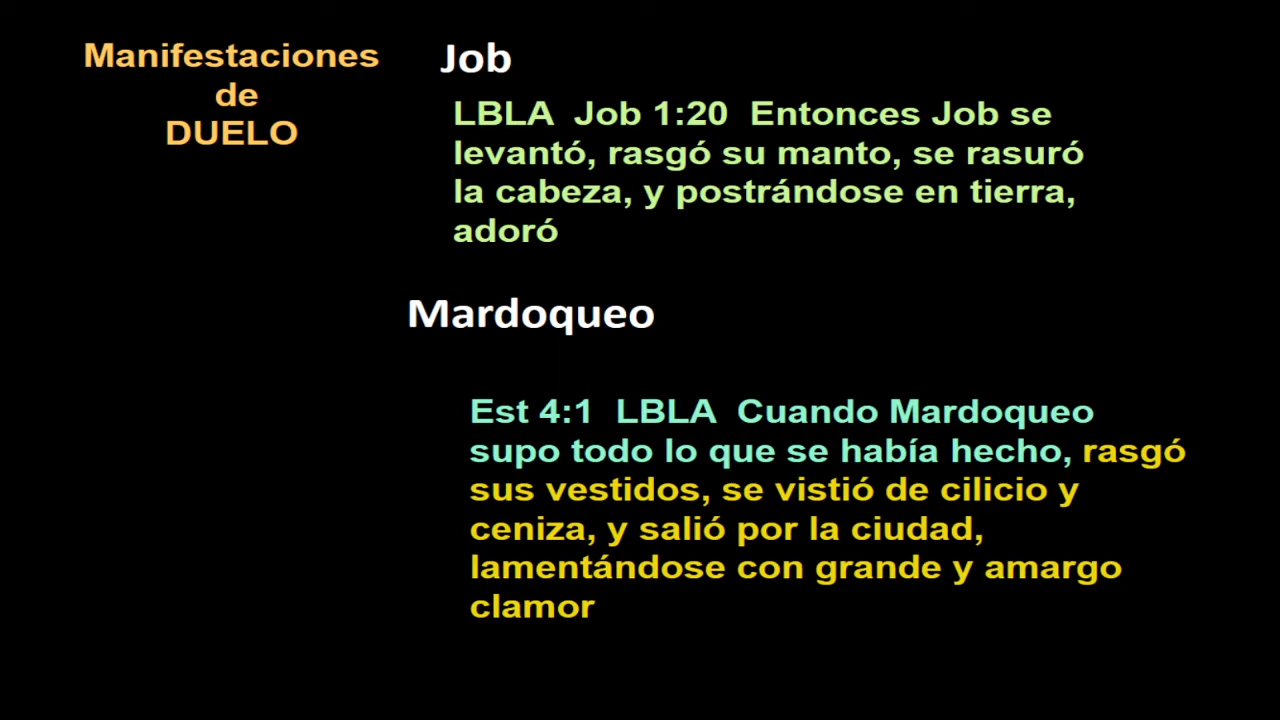 Manifestaciones
de
DUELO
Job
LBLA  Job 1:20  Entonces Job se
levantó, rasgó su manto, se rasuró
la cabeza, y postrándose en tierra,
adoró
Mardoqueo
Est 4:1  LBLA  Cuando Mardoqueo
supo todo lo que se había hecho, rasgó
sus vestidos, se vistió de cilicio y
ceniza, y salió por la ciudad,
lamentándose con grande y amargo
clamor